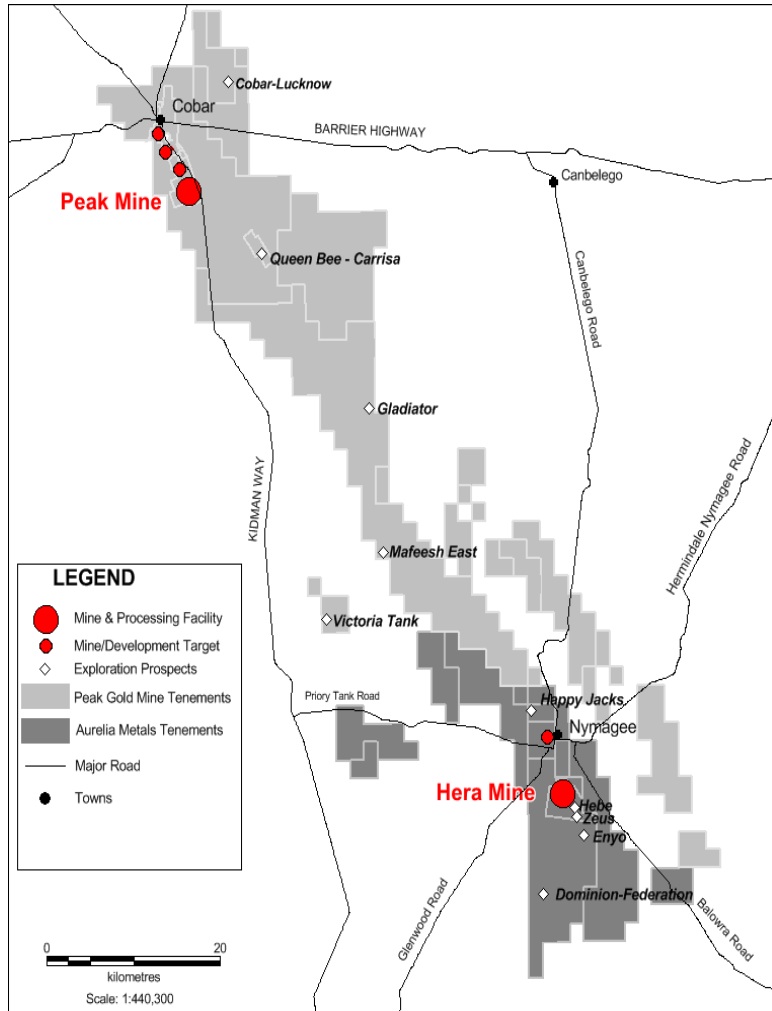 Cobar-Lucknow
Cobar
BARRIER HIGHWAY
Canbelego
Peak Mine
Queen Bee - Carrisa
Canbelego Road
Gladiator
Hermindale Nymagee Road
KIDMAN WAY
Mafeesh East
LEGEND
Mine & Processing Facility
Mine/Development Target
Exploration Prospects
Peak Gold Mine Tenements
Aurelia Metals Tenements
Major Road
Towns
Victoria Tank
Priory Tank Road
Happy Jacks
Nymagee
Hera Mine
Hebe
Zeus
Enyo
Dominion-Federation
Glenwood Road
Balowra Road
0 20
kilometres
Scale: 1:440,300